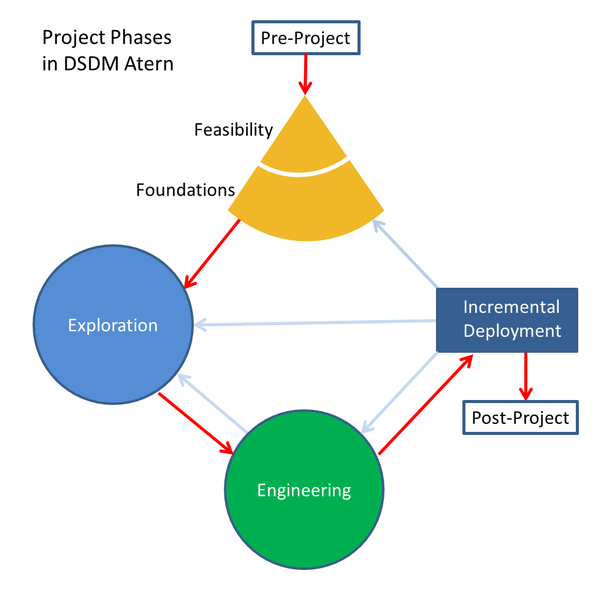 Project Phases
in DSDM Atern
Pre-Project
Feasibility
Foundations
Exploration
Incremental
Deployment
Post-Project
Engineering